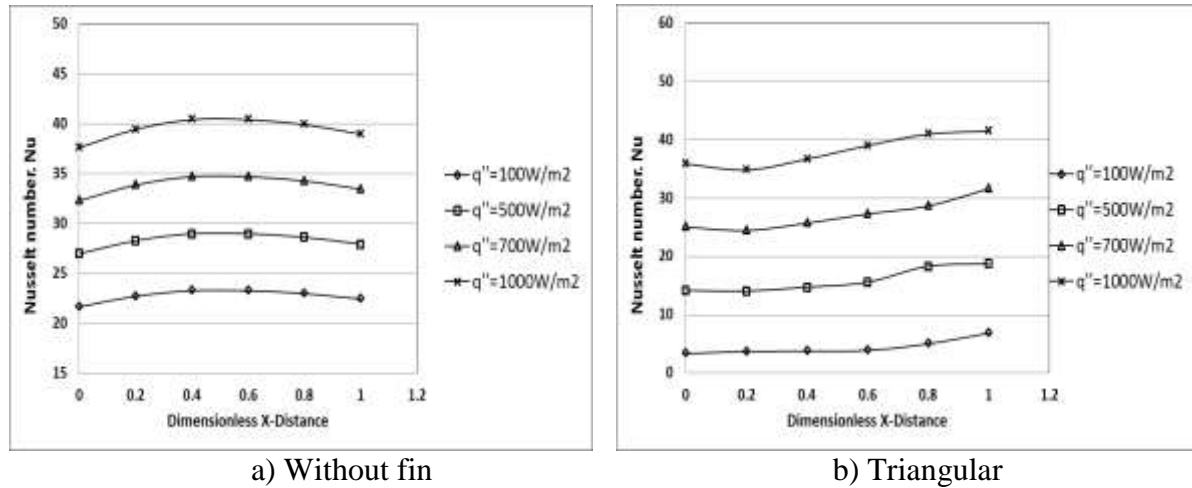 50
45
40
35
30
25
20
15
Nusselt number. Nu
0 0.2 0.4 0.6 0.8 1 1.2
Dimensionless X-Distance
q"=100W/m2
q"=500W/m2
q"=700W/m2
q"=1000W/m2
a) Without fin
60
50
40
30
20
10
0
Nusselt number. Nu
0 0.2 0.4 0.6 0.8 1 1.2
Dimensionless X-Distance
q"=100W/m2
q"=500W/m2
q"=700W/m2
q"=1000W/m2
b) Triangular